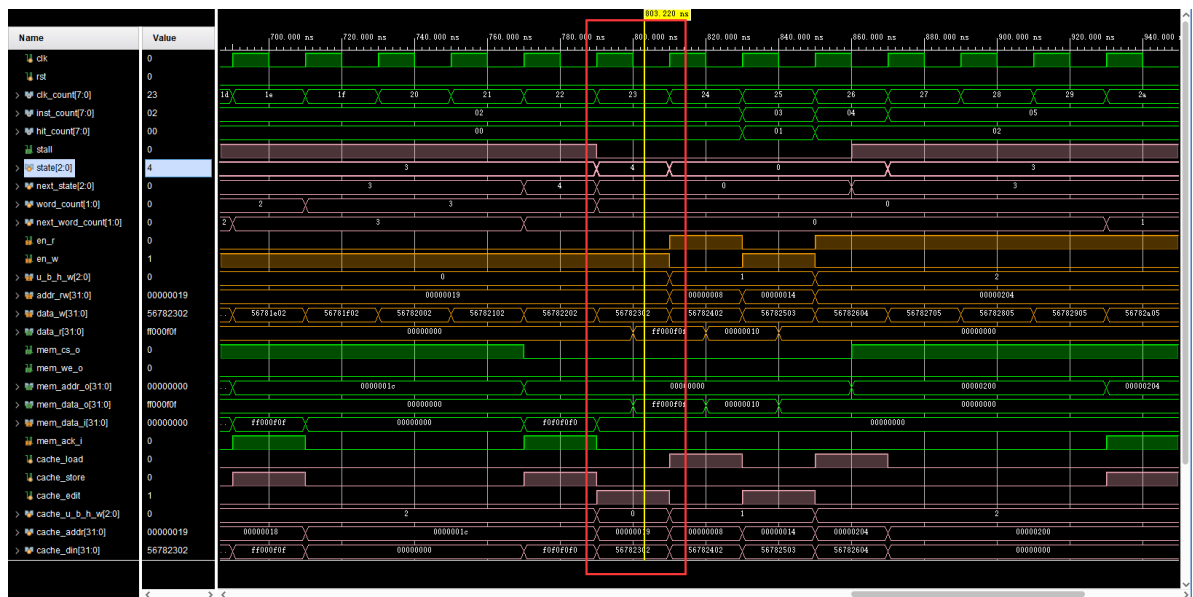 803.220 ns
Name Value
700.000 ns 720.000 ns 740.000 ns 760.000 ns 780.000 ns 800.000 ns 820.000 ns 840.000 ns 860.000 ns 880.000 ns 900.000 ns 920.000 ns 940.000
clk 0
rst 0
clk_count[7:0] 23 1d 1e 1f 20 21 22 23 24 25 26 27 28 29 2a
inst_count[7:0] 02 02 03 04 05
hit_count[7:0] 00 00 01 02
stall 0
state[2:0] 4 3 4 0 3
next_state[2:0] 0 3 4 0 3
word_count[1:0] 0 2 3 0
next_word_count[1:0] 0 2 3 0 1
en_r 0
en_w 1
u_b_h_w[2:0] 0 0 1 2
addr_rw[31:0] 00000019 00000019 00000008 00000014 00000204
data_w[31:0] 56782302 56781e02 56781f02 56782002 56782102 56782202 56782302 56782402 56782503 56782604 56782705 56782805 56782905 56782a05
data_r[31:0] ff000f0f 00000000 ff000f0f 00000010 00000000
mem_cs_o 0
mem_we_o 0
mem_addr_o[31:0] 00000000 0000001c 00000000 00000200 00000204
mem_data_o[31:0] ff000f0f 00000000 ff000f0f 00000010 00000000
mem_data_i[31:0] 00000000 ff000f0f 00000000 f0f0f0f0 00000000
mem_ack_i 0
cache_load 0
cache_store 0
cache_edit 1
cache_u_b_h_w[2:0] 0 2 0 1 2
cache_addr[31:0] 00000019 00000018 0000001c 00000019 00000008 00000014 00000204 00000200
cache_din[31:0] 56782302 ff000f0f 00000000 f0f0f0f0 56782302 56782402 56782503 56782604 00000000